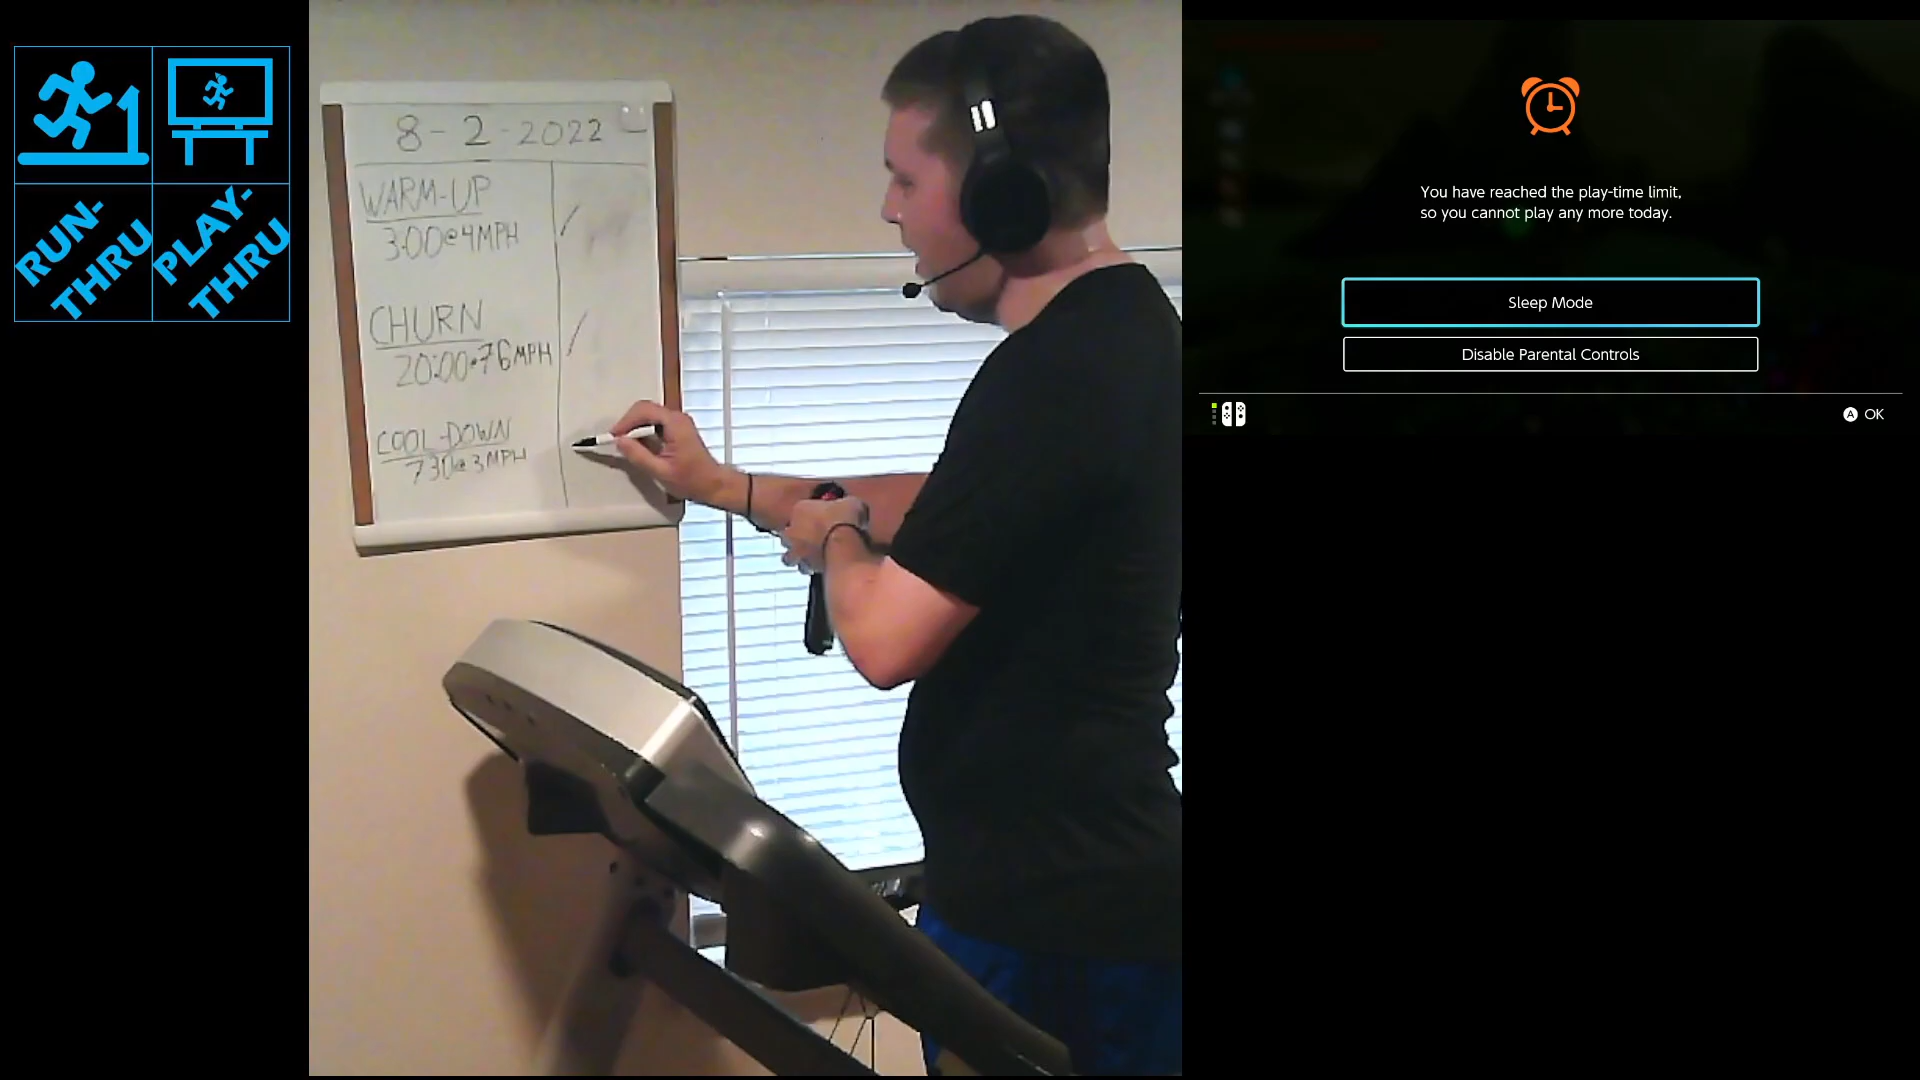 RUN-
THRU
PLAY-
THRU
8-2-2022
WARM-UP
3:00@4MPH
CHURN
20:00@7.6MPH
COOL-DOWN
7:30@3MPH
You have reached the play-time limit,
so you cannot play any more today.
Sleep Mode
Disable Parental Controls
A OK